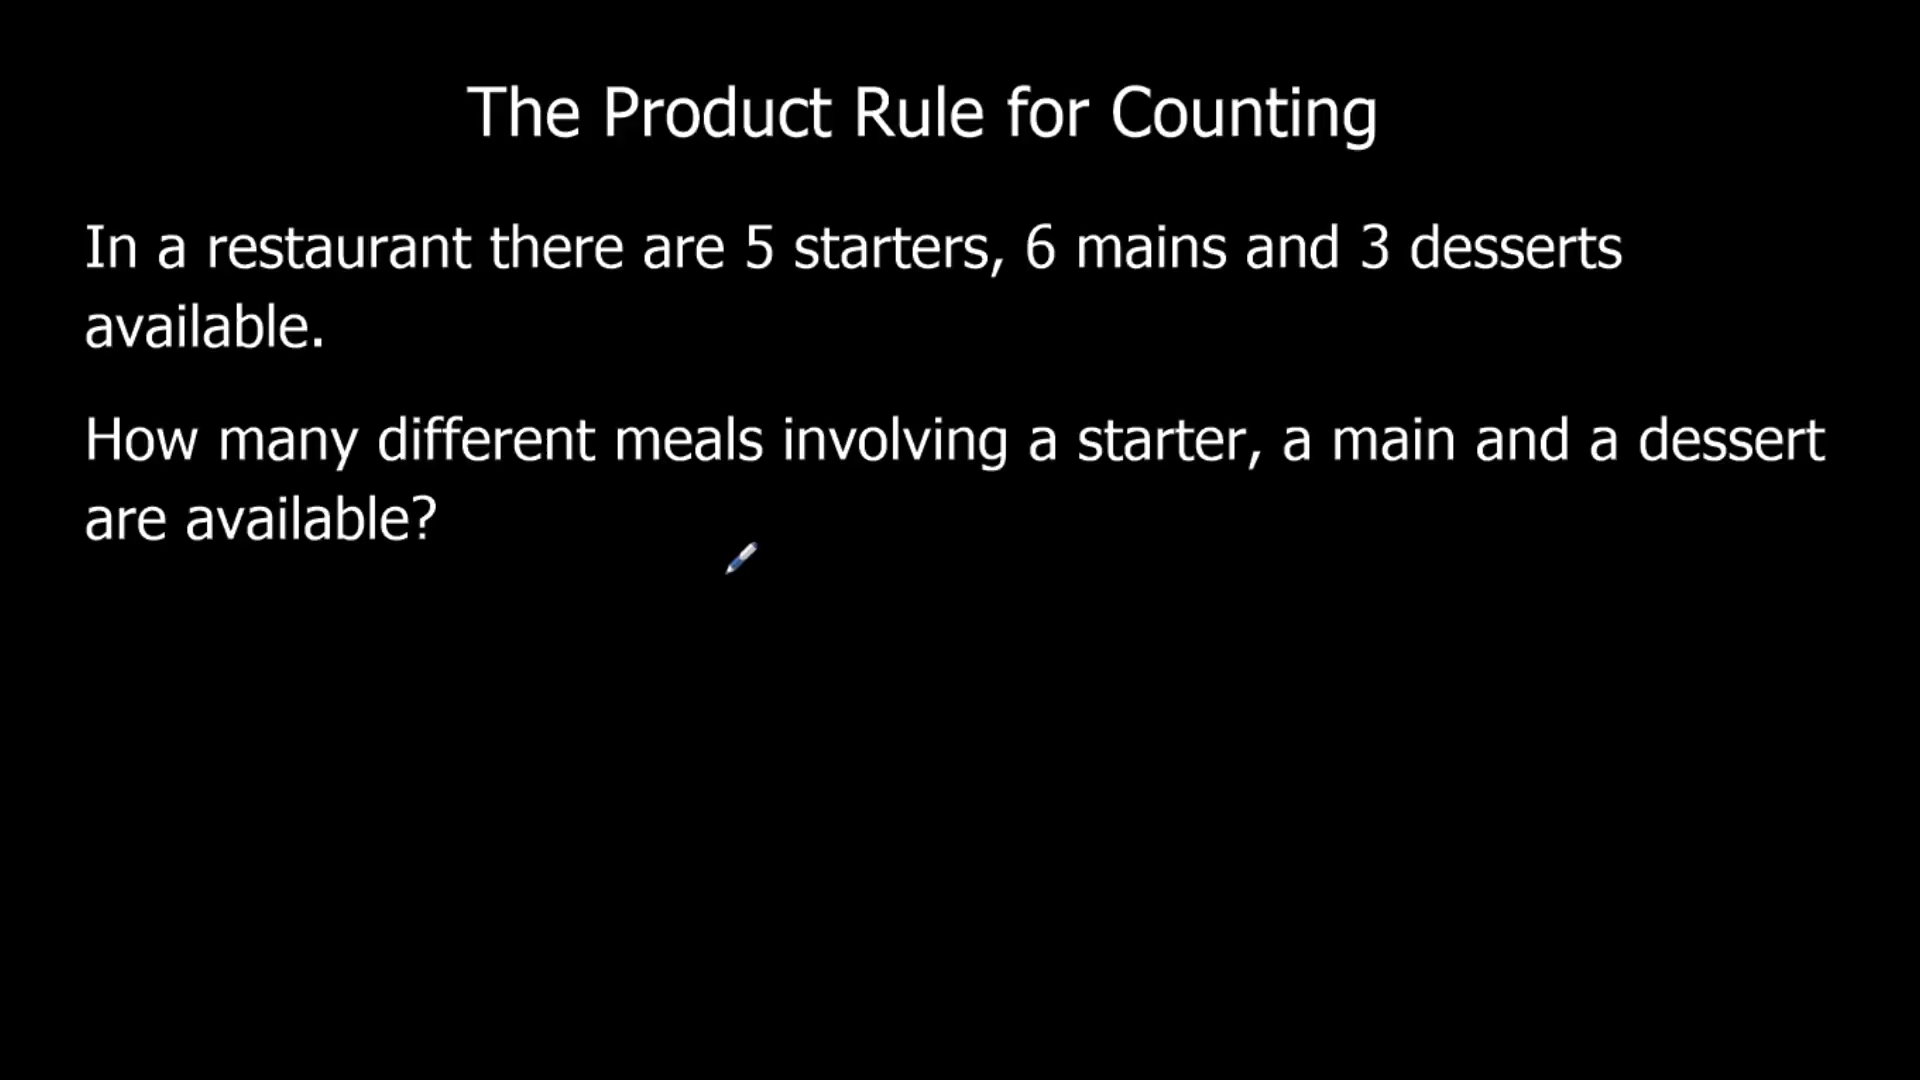 The Product Rule for Counting
In a restaurant there are 5 starters, 6 mains and 3 desserts
available.
How many different meals involving a starter, a main and a dessert
are available?